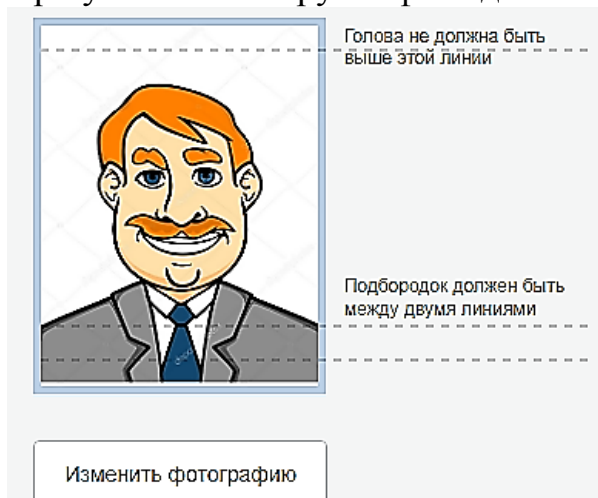 Голова не должна быть
выше этой линии
Подбородок должен быть
между двумя линиями
Изменить фотографию